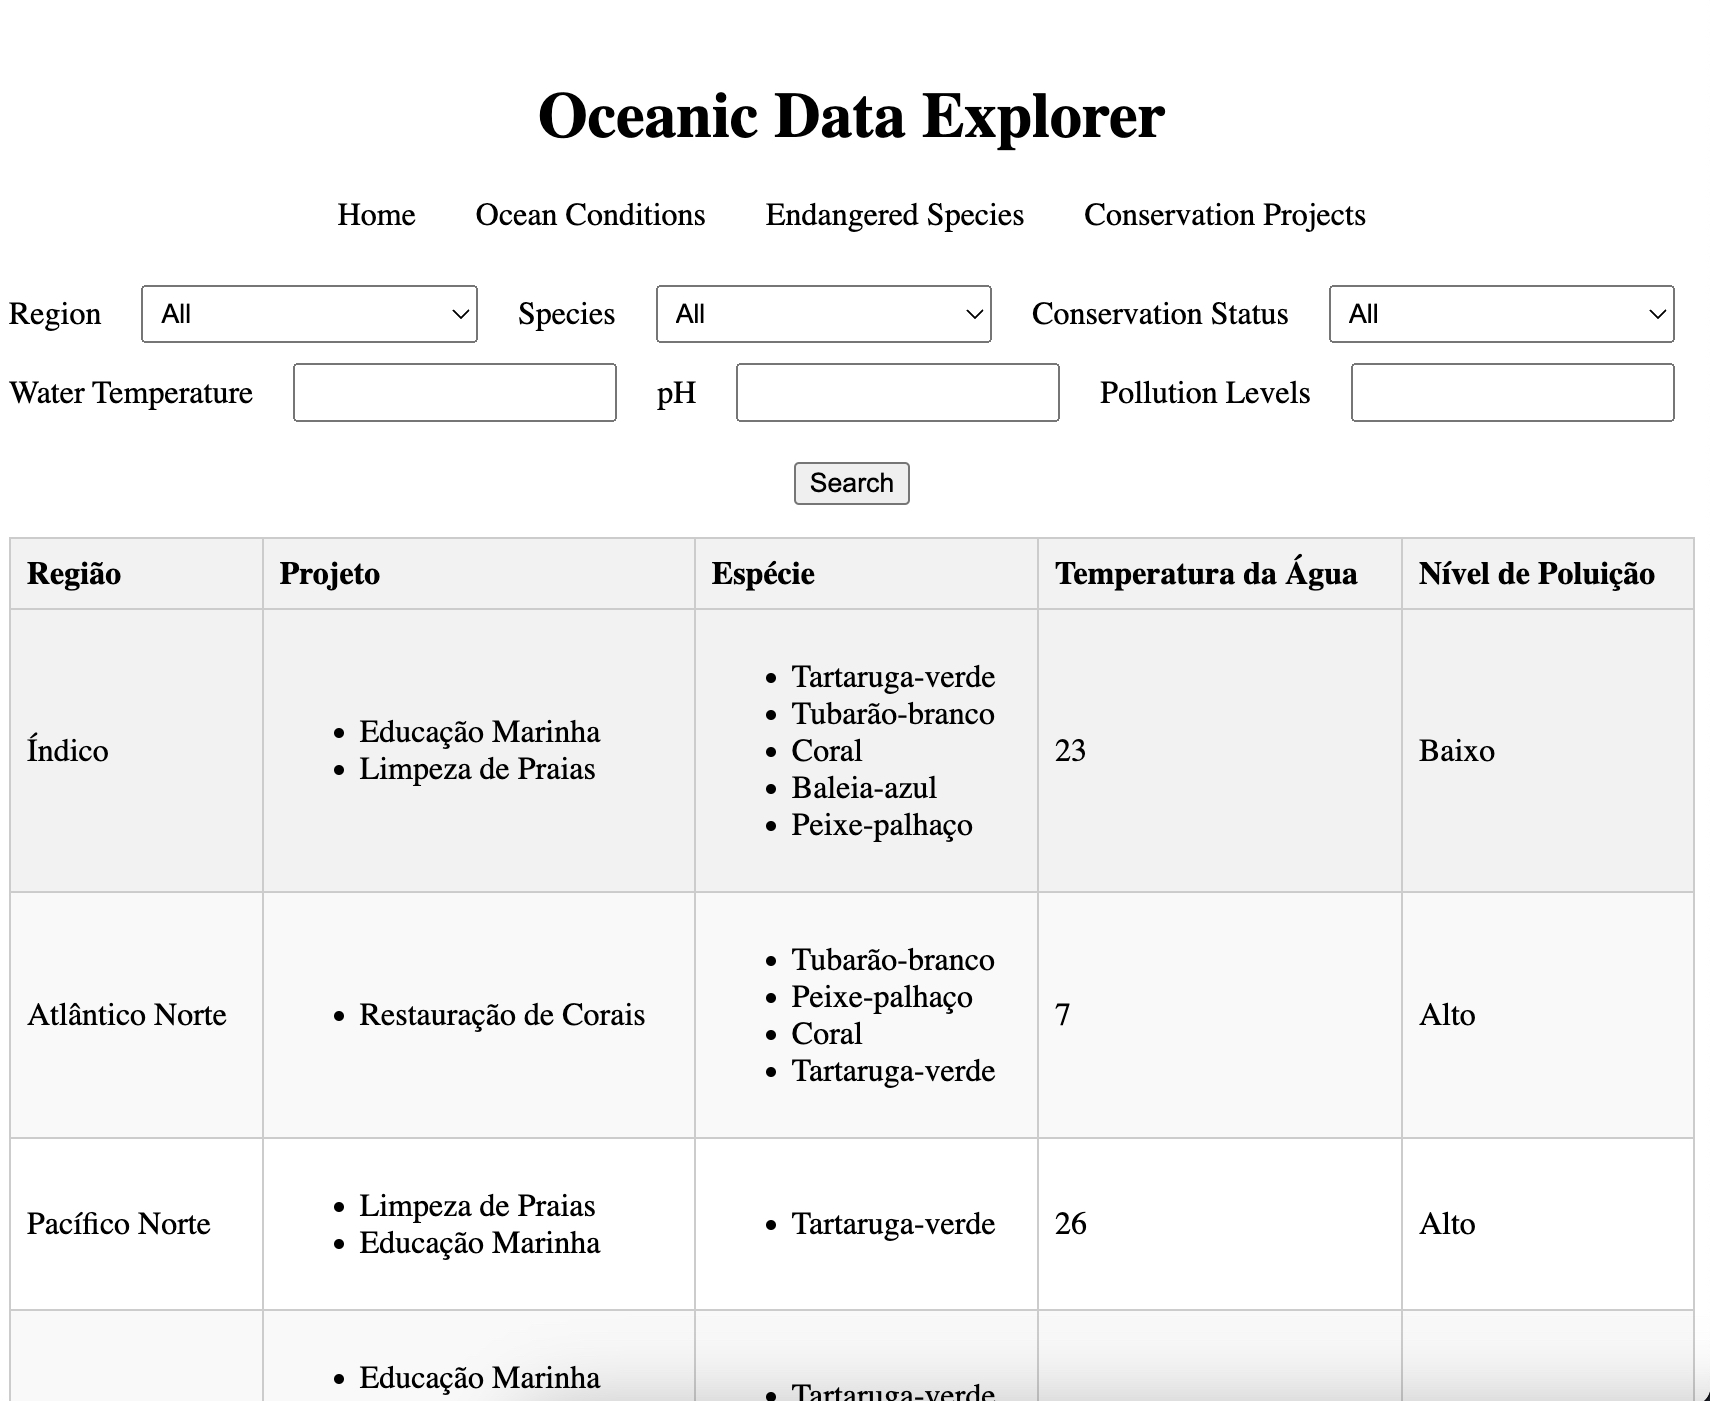 Oceanic Data Explorer
Home Ocean Conditions Endangered Species Conservation Projects
Region All Species All Conservation Status All
Water Temperature pH Pollution Levels
Search
Região Projeto Espécie Temperatura da Água Nível de Poluição
Índico
Educação Marinha
Limpeza de Praias
Tartaruga-verde
Tubarão-branco
Coral
Baleia-azul
Peixe-palhaço
23
Baixo
Atlântico Norte
Restauração de Corais
Tubarão-branco
Peixe-palhaço
Coral
Tartaruga-verde
7
Alto
Pacífico Norte
Limpeza de Praias
Educação Marinha
Tartaruga-verde
26
Alto
Educação Marinha
Tartaruga-verde